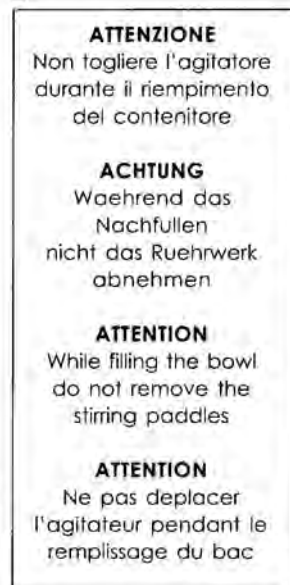 ATTENZIONE
Non togliere l'agitatore
durante il riempimento
del contenitore
ACHTUNG
Waehrend das
Nachfullen
nicht das Ruehrwerk
abnehmen
ATTENTION
While filling the bowl
do not remove the
stirring paddles
ATTENTION
Ne pas deplacer
l'agitateur pendant le
remplissage du bac